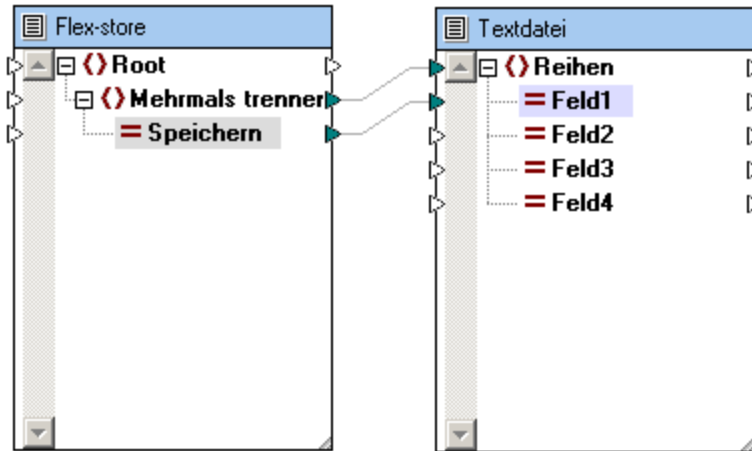 Flex-store
Root
Mehrmals trenner
Speichern
Textdatei
Reihen
Feld1
Feld2
Feld3
Feld4